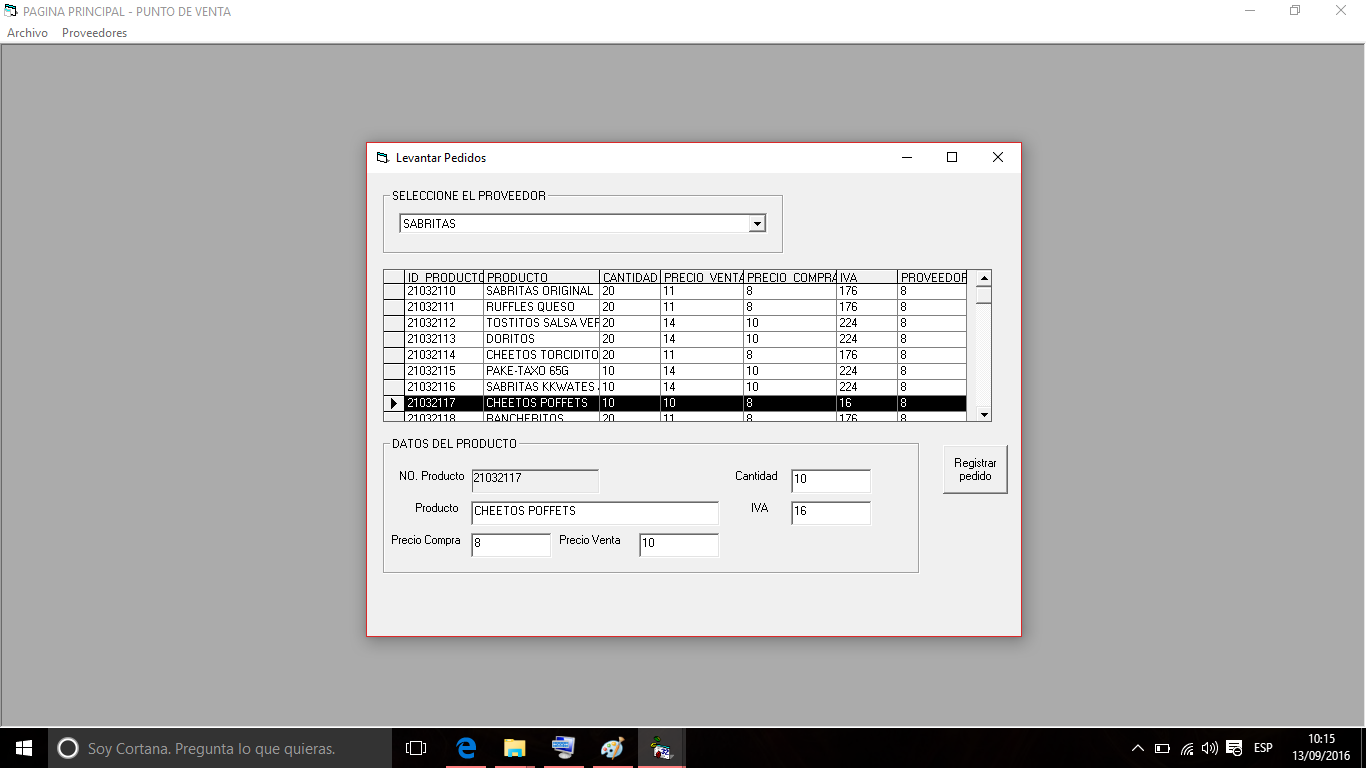 PAGINA PRINCIPAL - PUNTO DE VENTA
Archivo Proveedores
Levantar Pedidos
SELECCIONE EL PROVEEDOR
SABRITAS
ID_PRODUCTO PRODUCTO CANTIDAD PRECIO_VENTA PRECIO_COMPRA IVA PROVEEDOR
21032110 SABRITAS ORIGINAL 20 11 8 176 8
21032111 RUFFLES QUESO 20 11 8 176 8
21032112 TOSTITOS SALSA VER 20 14 10 224 8
21032113 DORITOS 20 14 10 224 8
21032114 CHEETOS TORCIDITO 20 11 8 176 8
21032115 PAKE-TAXO 65G 10 14 10 224 8
21032116 SABRITAS KKWATES 10 14 10 224 8
21032117 CHEETOS POFFETS 10 10 8 16 8
21032118 RANCHERITOS 20 11 8 176 8
DATOS DEL PRODUCTO
NO. Producto 21032117 Cantidad 10
Registrar pedido
Producto CHEETOS POFFETS IVA 16
Precio Compra 8 Precio Venta 10
Soy Cortana. Pregunta lo que quieras.
ESP
10:15
13/09/2016